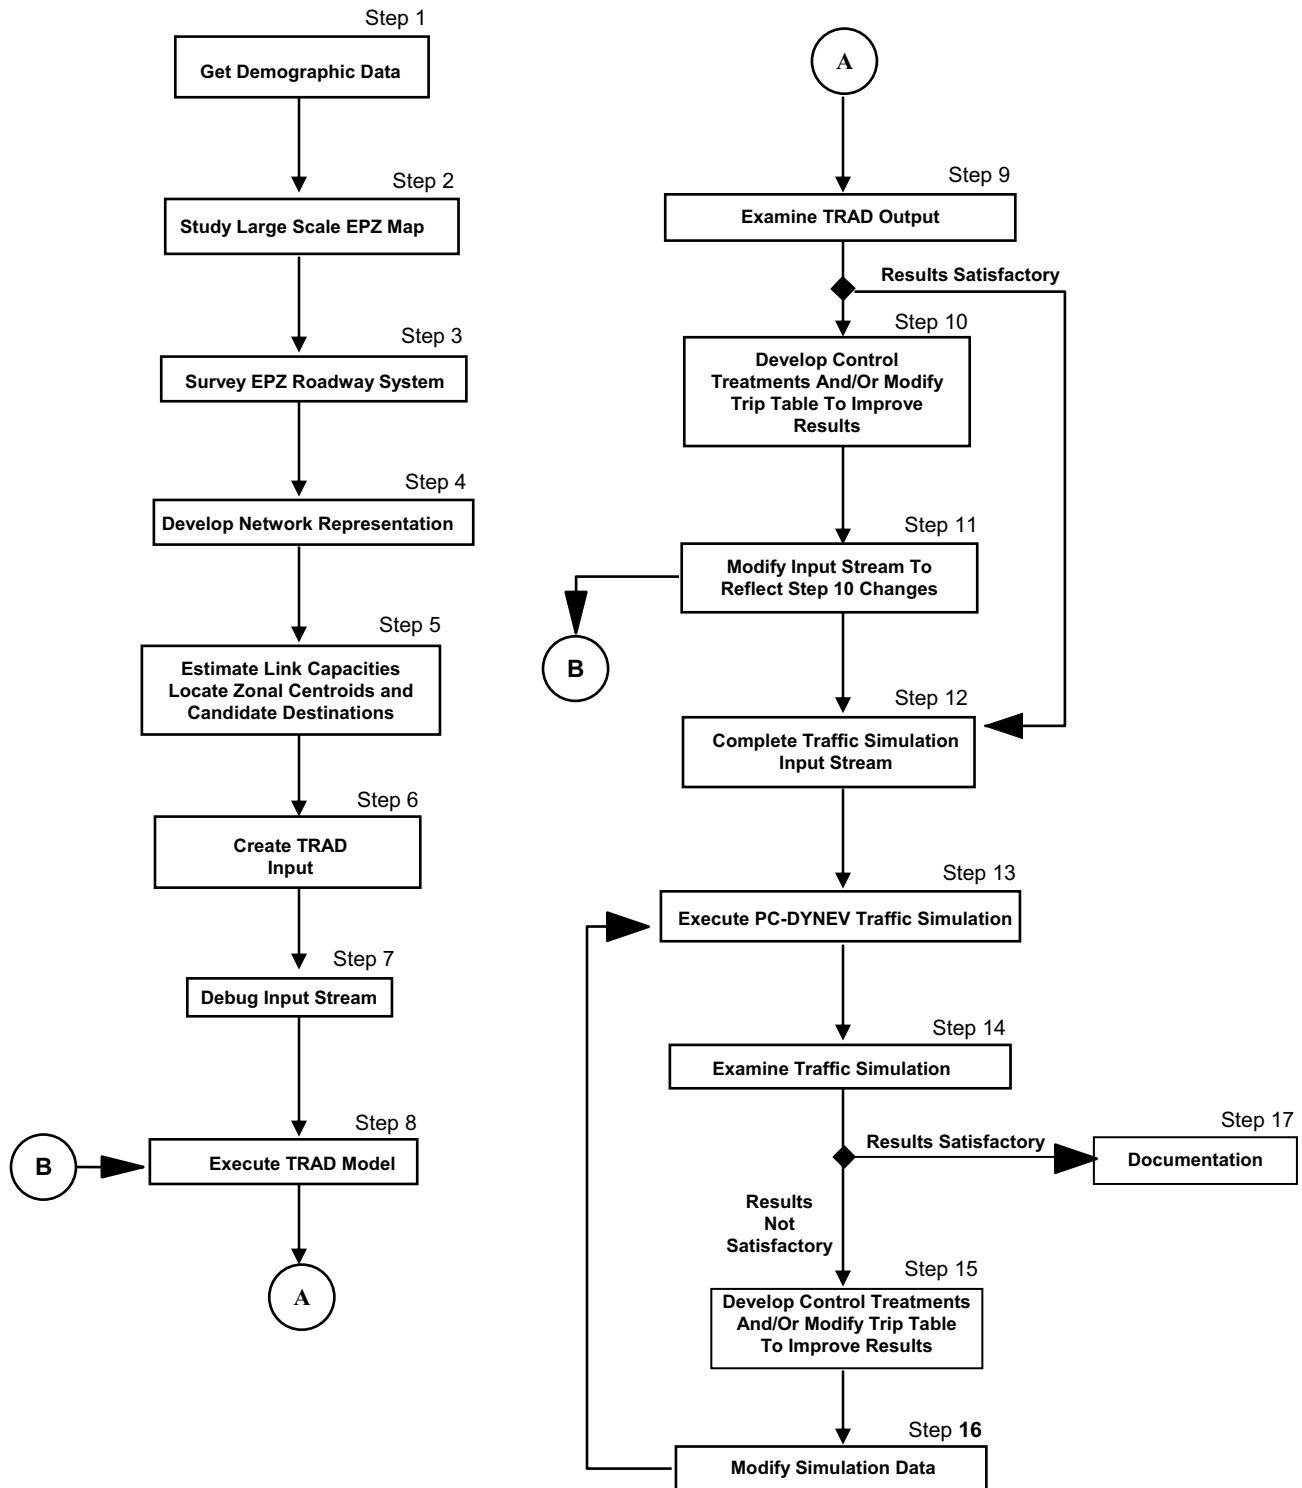 Step 1
Get Demographic Data
Step 2
Study Large Scale EPZ Map
Step 3
Survey EPZ Roadway System
Step 4
Develop Network Representation
Step 5
Estimate Link Capacities
Locate Zonal Centroids and
Candidate Destinations
Step 6
Create TRAD
Input
Step 7
Debug Input Stream
Step 8
B
Execute TRAD Model
A
A
Step 9
Examine TRAD Output
Results Satisfactory
Step 10
Develop Control
Treatments And/Or Modify
Trip Table To Improve
Results
Step 11
Modify Input Stream To
Reflect Step 10 Changes
B
Step 12
Complete Traffic Simulation
Input Stream
Step 13
Execute PC-DYNEV Traffic Simulation
Step 14
Examine Traffic Simulation
Results Satisfactory
Step 17
Documentation
Results
Not
Satisfactory
Step 15
Develop Control Treatments
And/Or Modify Trip Table
To Improve Results
Step 16
Modify Simulation Data